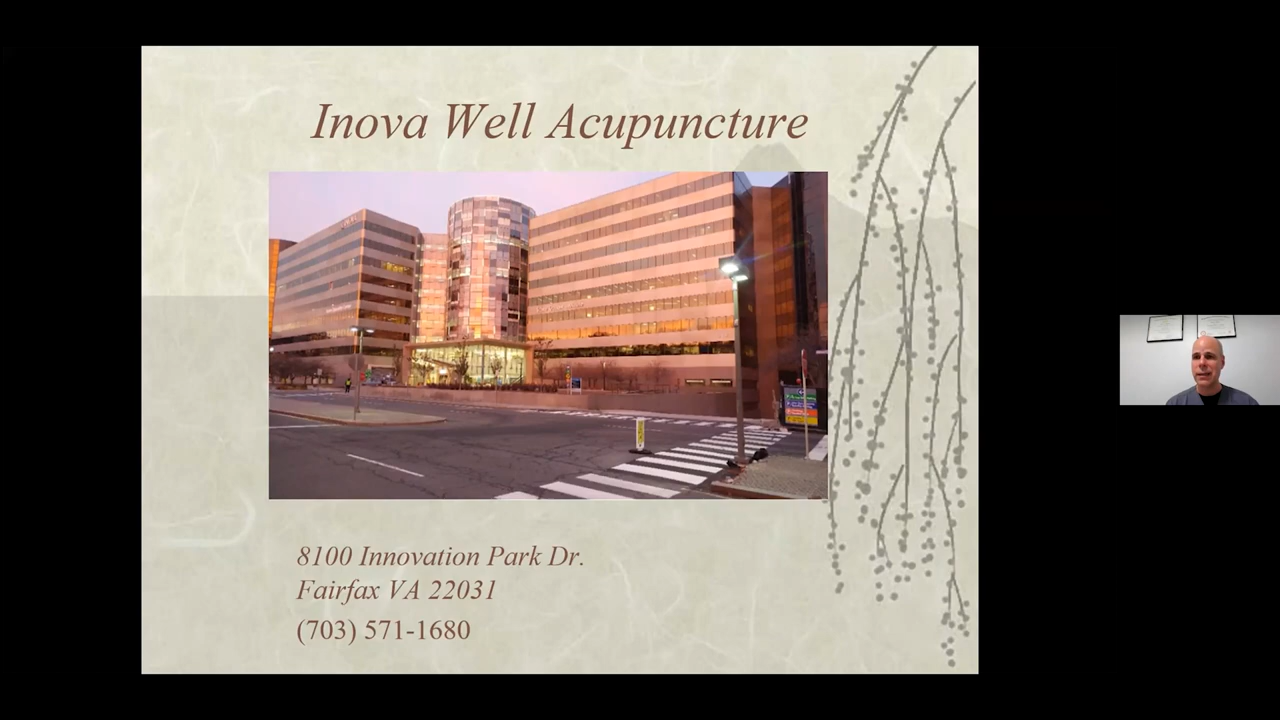 Inova Well Acupuncture
8100 Innovation Park Dr.
Fairfax VA 22031
(703) 571-1680